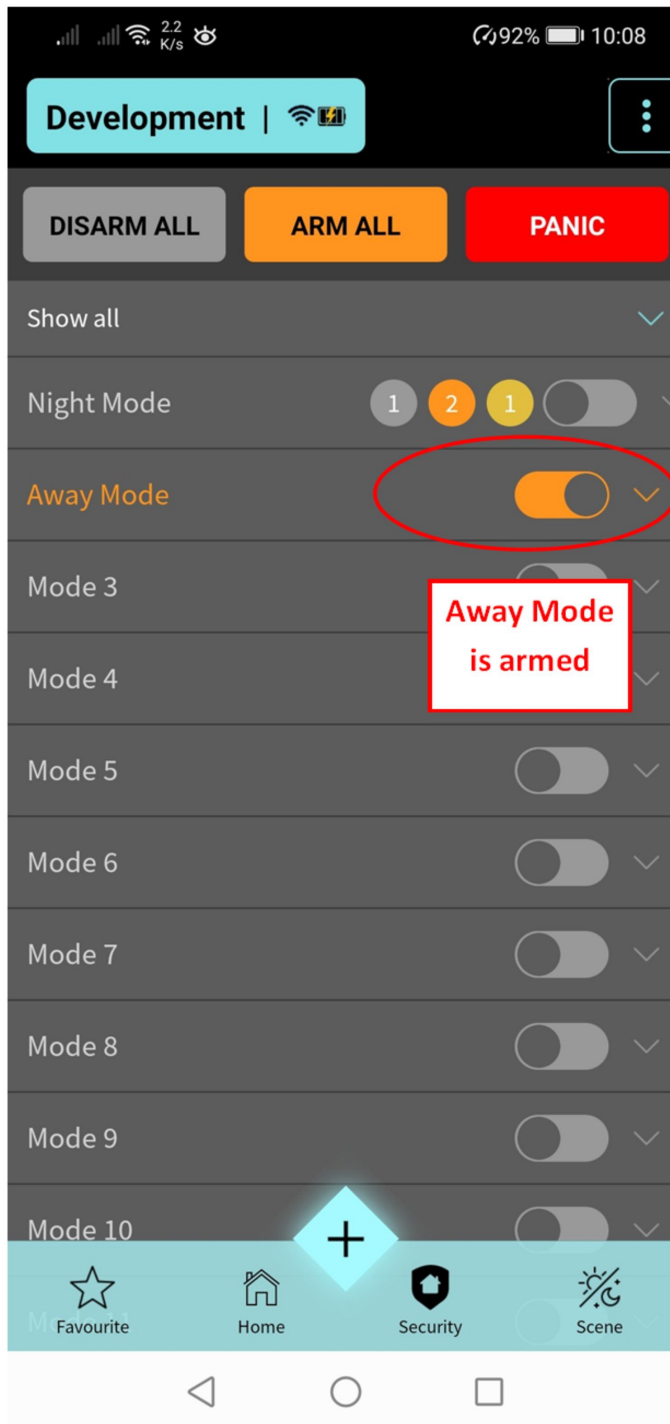 2.2 K/s 92% 10:08
Development |
DISARM ALL ARM ALL PANIC
Show all
Night Mode 1 2 1
Away Mode
Mode 3
Away Mode
is armed
Mode 4
Mode 5
Mode 6
Mode 7
Mode 8
Mode 9
Mode 10
+
Favourite Home Security Scene